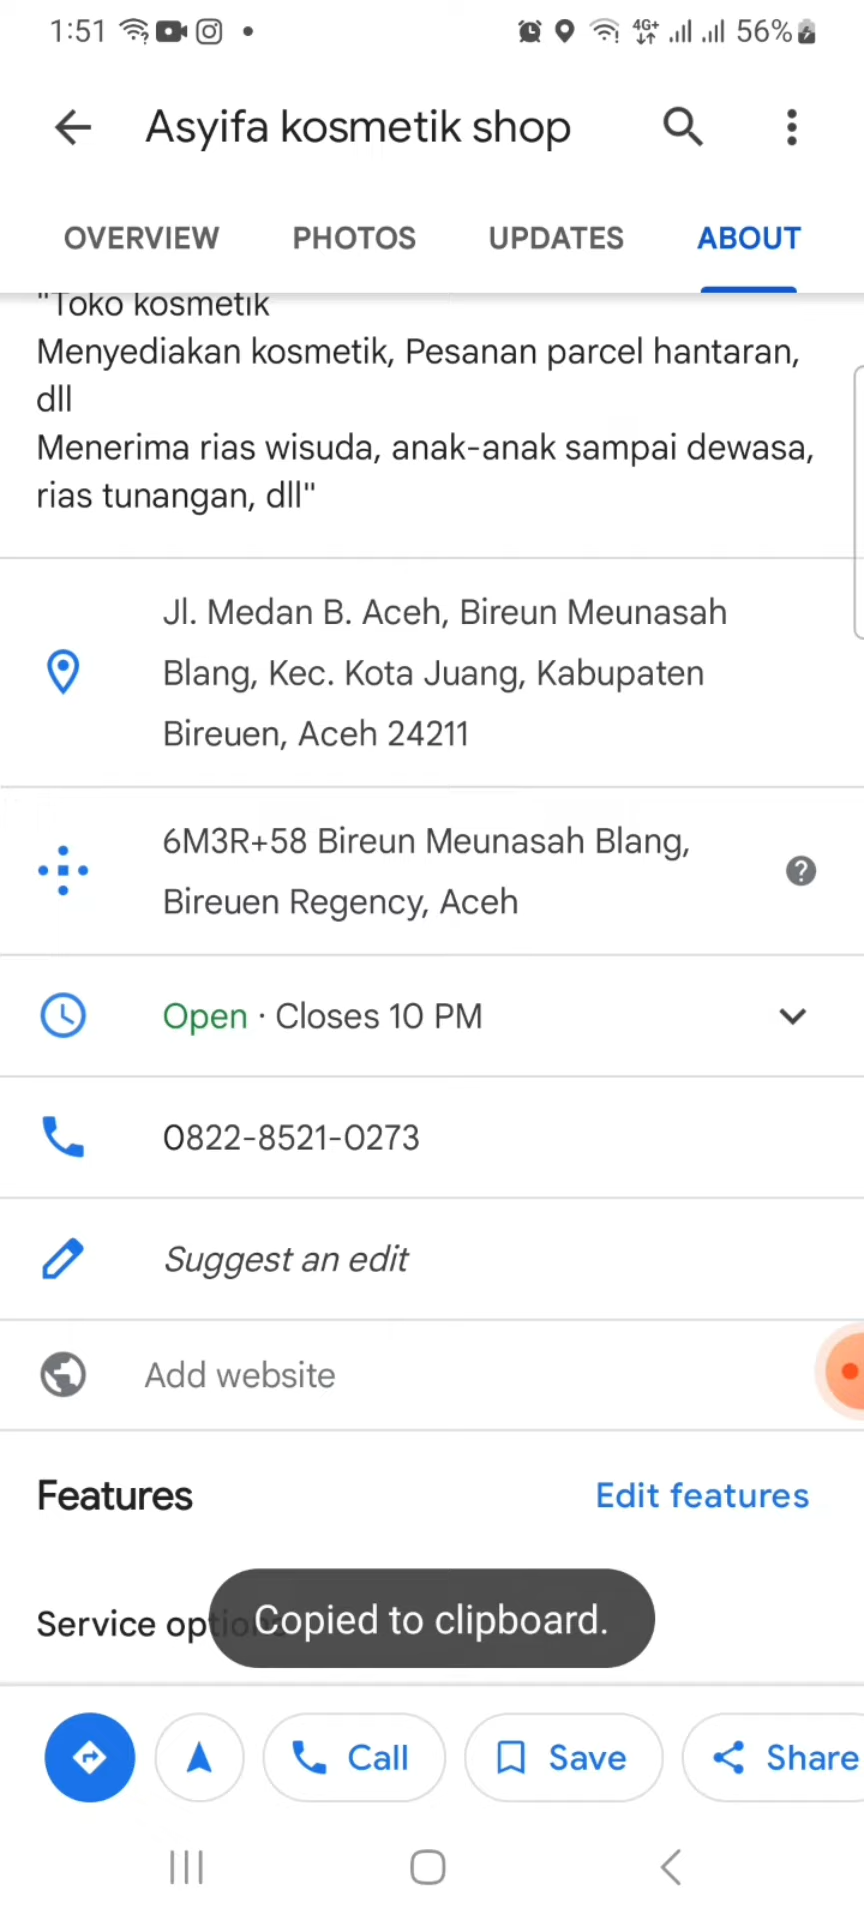 1:51
4G+ 56%
Asyifa kosmetik shop
OVERVIEW PHOTOS UPDATES ABOUT
"Toko kosmetik
Menyediakan kosmetik, Pesanan parcel hantaran,
dll
Menerima rias wisuda, anak-anak sampai dewasa,
rias tunangan, dll"
Jl. Medan B. Aceh, Bireun Meunasah
Blang, Kec. Kota Juang, Kabupaten
Bireuen, Aceh 24211
6M3R+58 Bireun Meunasah Blang,
Bireuen Regency, Aceh
Open · Closes 10 PM
0822-8521-0273
Suggest an edit
Add website
Features Edit features
Service options
Copied to clipboard.
Call Save Share